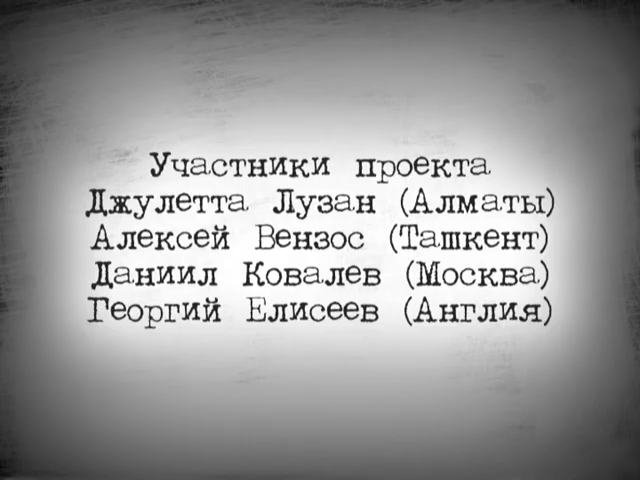 Участники проекта
Джулетта Лузан (Алматы)
Алексей Вензос (Ташкент)
Даниил Ковалев (Москва)
Георгий Елисеев (Англия)